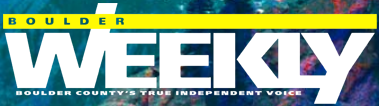 BOULDER
WEEKLY
BOULDER COUNTY'S TRUE INDEPENDENT VOICE